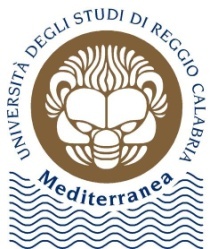 UNIVERSITÀ DEGLI STUDI DI REGGIO CALABRIA
Mediterranea